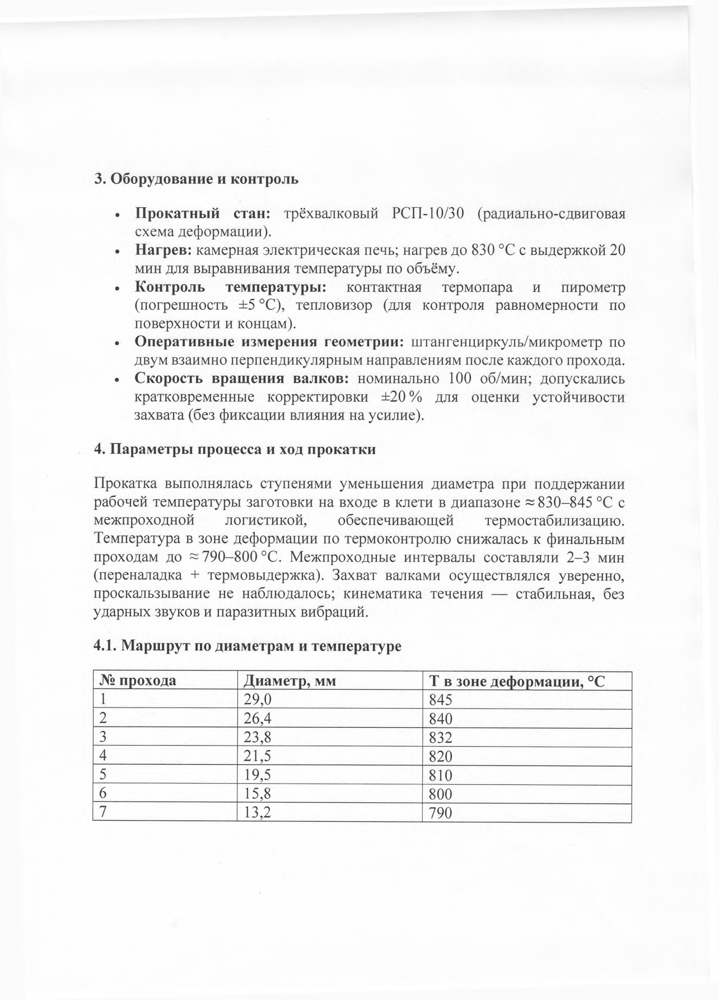 3. Оборудование и контроль
• Прокатный стан: трёхвалковый РСП-10/30 (радиально-сдвиговая
схема деформации).
• Нагрев: камерная электрическая печь; нагрев до 830 °С с выдержкой 20
мин для выравнивания температуры по объёму.
• Контроль температуры: контактная термопара и пирометр
(погрешность ±5 °С), тепловизор (для контроля равномерности по
поверхности и концам).
• Оперативные измерения геометрии: штангенциркуль/микрометр по
двум взаимно перпендикулярным направлениям после каждого прохода.
• Скорость вращения валков: номинально 100 об/мин; допускались
кратковременные корректировки ±20 % для оценки устойчивости
захвата (без фиксации влияния на усилие).
4. Параметры процесса и ход прокатки
Прокатка выполнялась ступенями уменьшения диаметра при поддержании
рабочей температуры заготовки на входе в клети в диапазоне ≈ 830–845 °С с
межпроходной логистикой, обеспечивающей термостабилизацию.
Температура в зоне деформации по термоконтролю снижалась к финальным
проходам до ≈ 790–800 °С. Межпроходные интервалы составляли 2–3 мин
(переналадка + термовыдержка). Захват валками осуществлялся уверенно,
проскальзывание не наблюдалось; кинематика течения — стабильная, без
ударных звуков и паразитных вибраций.
4.1. Маршрут по диаметрам и температуре
№ прохода Диаметр, мм Т в зоне деформации, °С
1 29,0 845
2 26,4 840
3 23,8 832
4 21,5 820
5 19,5 810
6 15,8 800
7 13,2 790